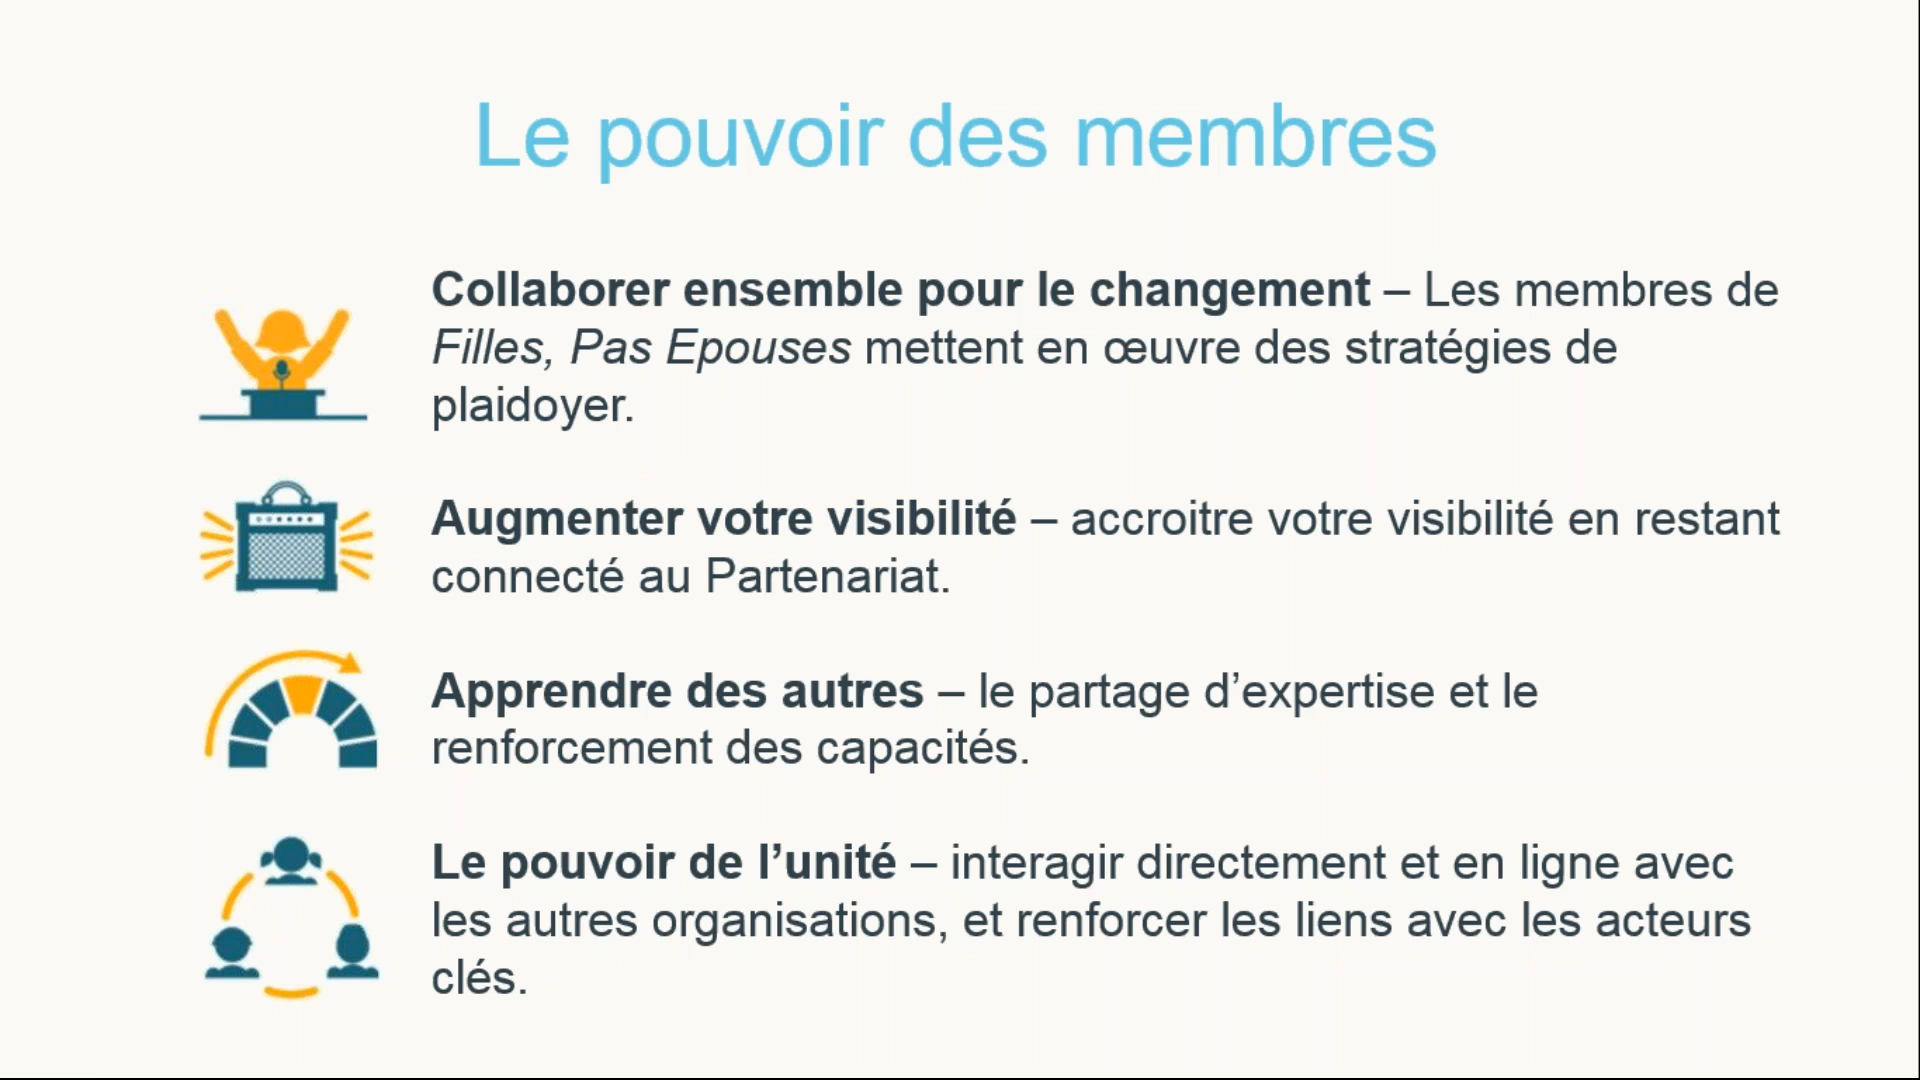 Le pouvoir des membres
Collaborer ensemble pour le changement – Les membres de
Filles, Pas Epouses mettent en œuvre des stratégies de
plaidoyer.
Augmenter votre visibilité – accroitre votre visibilité en restant
connecté au Partenariat.
Apprendre des autres – le partage d’expertise et le
renforcement des capacités.
Le pouvoir de l’unité – interagir directement et en ligne avec
les autres organisations, et renforcer les liens avec les acteurs
clés.